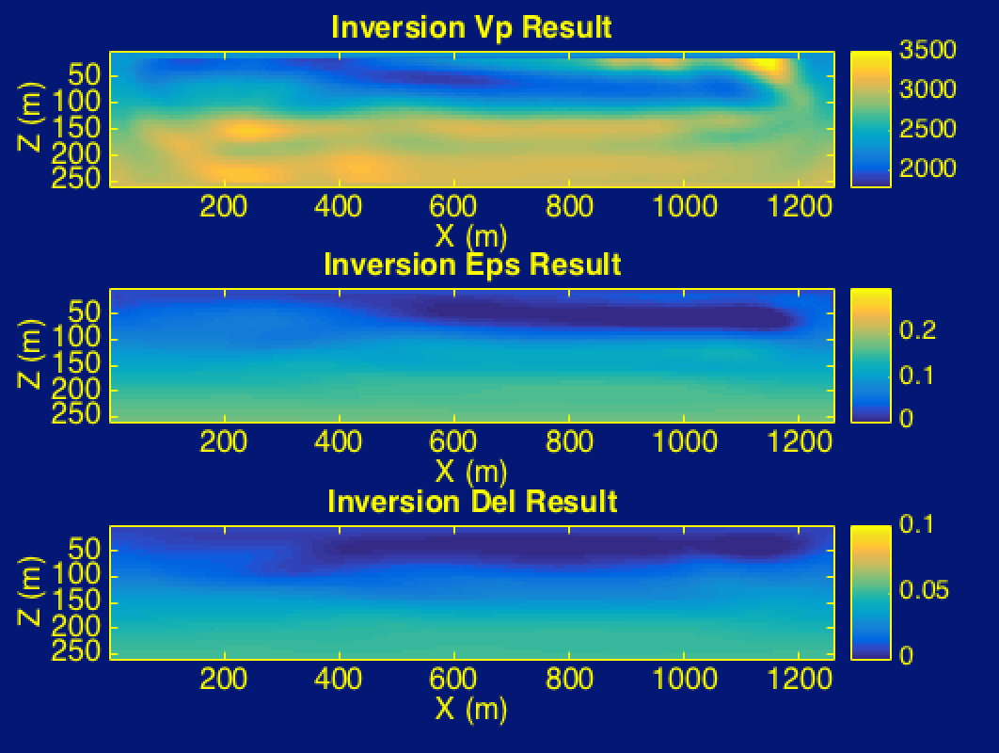 Inversion Vp Result
Z (m)
50
100
150
200
250
200 400 600 800 1000 1200
X (m)
3500
3000
2500
2000
Inversion Eps Result
Z (m)
50
100
150
200
250
200 400 600 800 1000 1200
X (m)
0.2
0.1
0
Inversion Del Result
Z (m)
50
100
150
200
250
200 400 600 800 1000 1200
X (m)
0.1
0.05
0